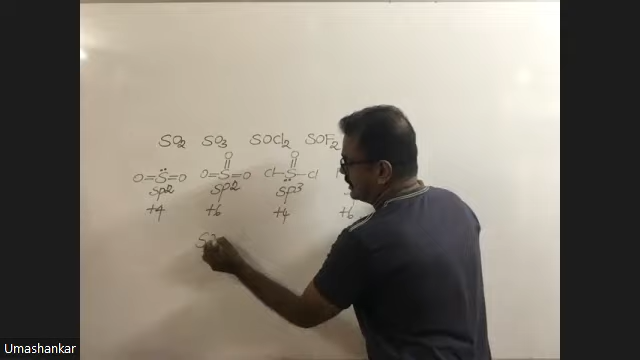 SO2 SO3 SOCl2 SOF2
O=S̈=O O=S=O Cl-S-Cl
O O
sp2 sp2 sp3
+4 +6 +4 +6
S
Umashankar